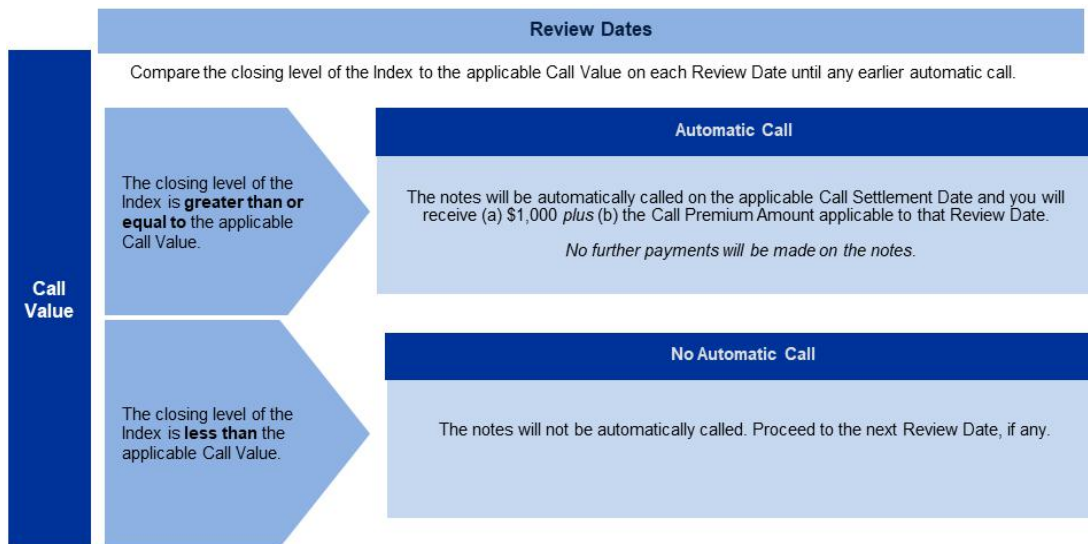 Review Dates
Compare the closing level of the Index to the applicable Call Value on each Review Date until any earlier automatic call.
Call
Value
The closing level of the
Index is greater than or
equal to the applicable
Call Value.
Automatic Call
The notes will be automatically called on the applicable Call Settlement Date and you will
receive (a) $1,000 plus (b) the Call Premium Amount applicable to that Review Date.
No further payments will be made on the notes.
The closing level of the
Index is less than the
applicable Call Value.
No Automatic Call
The notes will not be automatically called. Proceed to the next Review Date, if any.